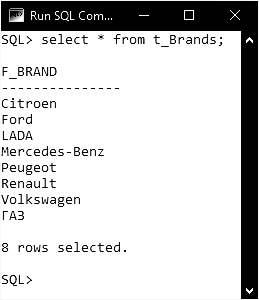 Run SQL Com...
SQL> select * from t_Brands;
F_BRAND
---------------
Citroen
Ford
LADA
Mercedes-Benz
Peugeot
Renault
Volkswagen
ГАЗ
8 rows selected.
SQL>